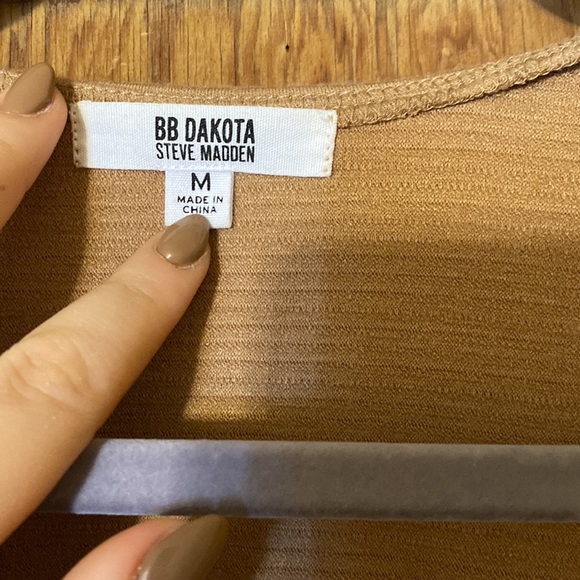 BB DAKOTA
STEVE MADDEN
M
MADE IN
CHINA